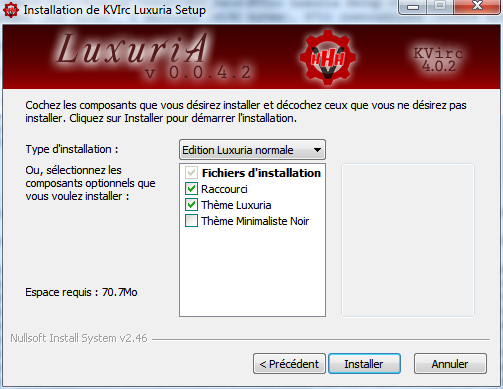 Installation de KVIrc Luxuria Setup
LuxuriA
v 0.0.4.2
HHH
KVirc
4.0.2
Cochez les composants que vous désirez installer et décochez ceux que vous ne désirez pas
installer. Cliquez sur Installer pour démarrer l'installation.
Type d'installation :
Edition Luxuria normale
Ou, sélectionnez les
composants optionnels que
vous voulez installer :
Fichiers d'installation
Raccourci
Thème Luxuria
Thème Minimaliste Noir
Espace requis : 70.7Mo
Nullsoft Install System v2.46
< Précédent
Installer
Annuler